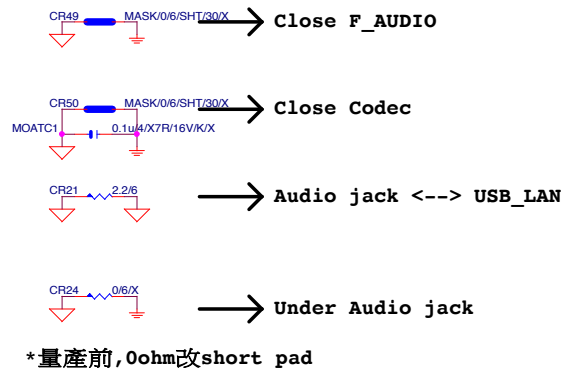 CR49 MASK/0/6/SHT/30/X Close F_AUDIO
CR50 MASK/0/6/SHT/30/X Close Codec
MOATC1 0.1u/4/X7R/16V/K/X
CR21 2.2/6 Audio jack <--> USB_LAN
CR24 0/6/X Under Audio jack
*量產前,0ohm改short pad